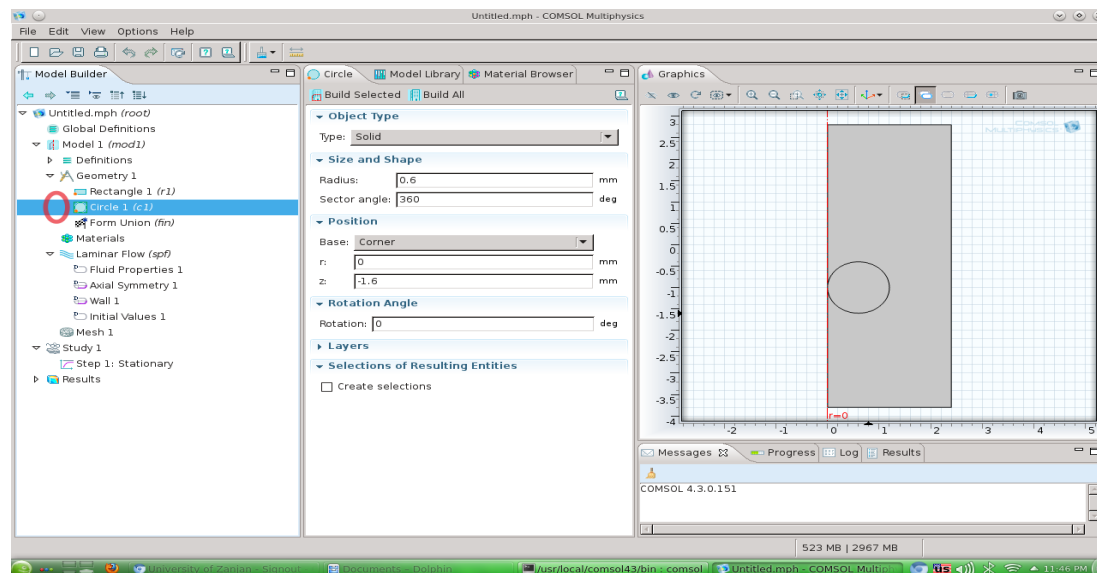 Untitled.mph - COMSOL Multiphysics
File Edit View Options Help
Model Builder
Untitled.mph (root)
Global Definitions
Model 1 (mod1)
Definitions
Geometry 1
Rectangle 1 (r1)
Circle 1 (c1)
Form Union (fin)
Materials
Laminar Flow (spf)
Fluid Properties 1
Axial Symmetry 1
Wall 1
Initial Values 1
Mesh 1
Study 1
Step 1: Stationary
Results
Circle Model Library Material Browser
Build Selected Build All
Object Type
Type: Solid
Size and Shape
Radius: 0.6 mm
Sector angle: 360 deg
Position
Base: Corner
r: 0 mm
z: -1.6 mm
Rotation Angle
Rotation: 0 deg
Layers
Selections of Resulting Entities
Create selections
Graphics
COMSOL
MULTIPHYSICS
3
2.5
2
1.5
1
0.5
0
-0.5
-1
-1.5
-2
-2.5
-3
-3.5
-4
r=0
-2 -1 0 1 2 3 4 5
Messages Progress Log Results
COMSOL 4.3.0.151
523 MB | 2967 MB
University of Zanjan - Signout Documents – Dolphin /usr/local/comsol43/bin : comsol Untitled.mph - COMSOL Multip us 11:46 PM